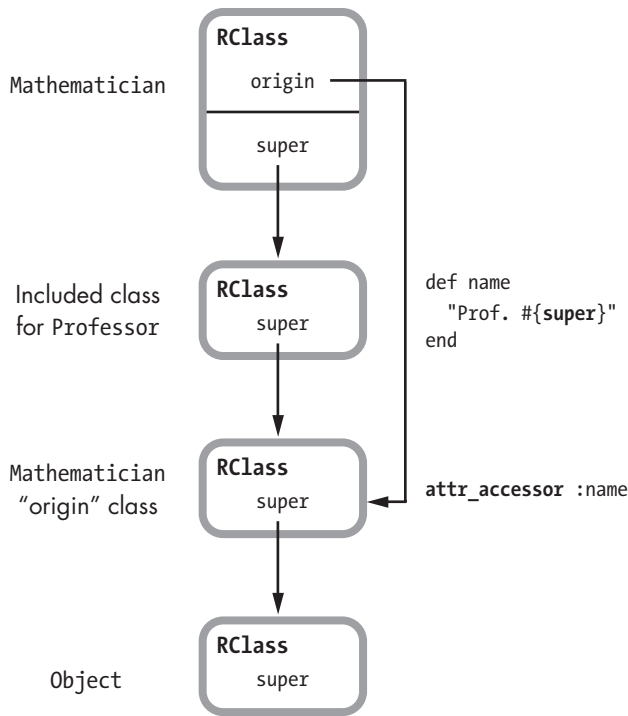 RClass
Mathematician
origin
super
Included class
for Professor
RClass
super
def name
"Prof. #{super}"
end
Mathematician
"origin" class
RClass
super
attr_accessor :name
Object
RClass
super